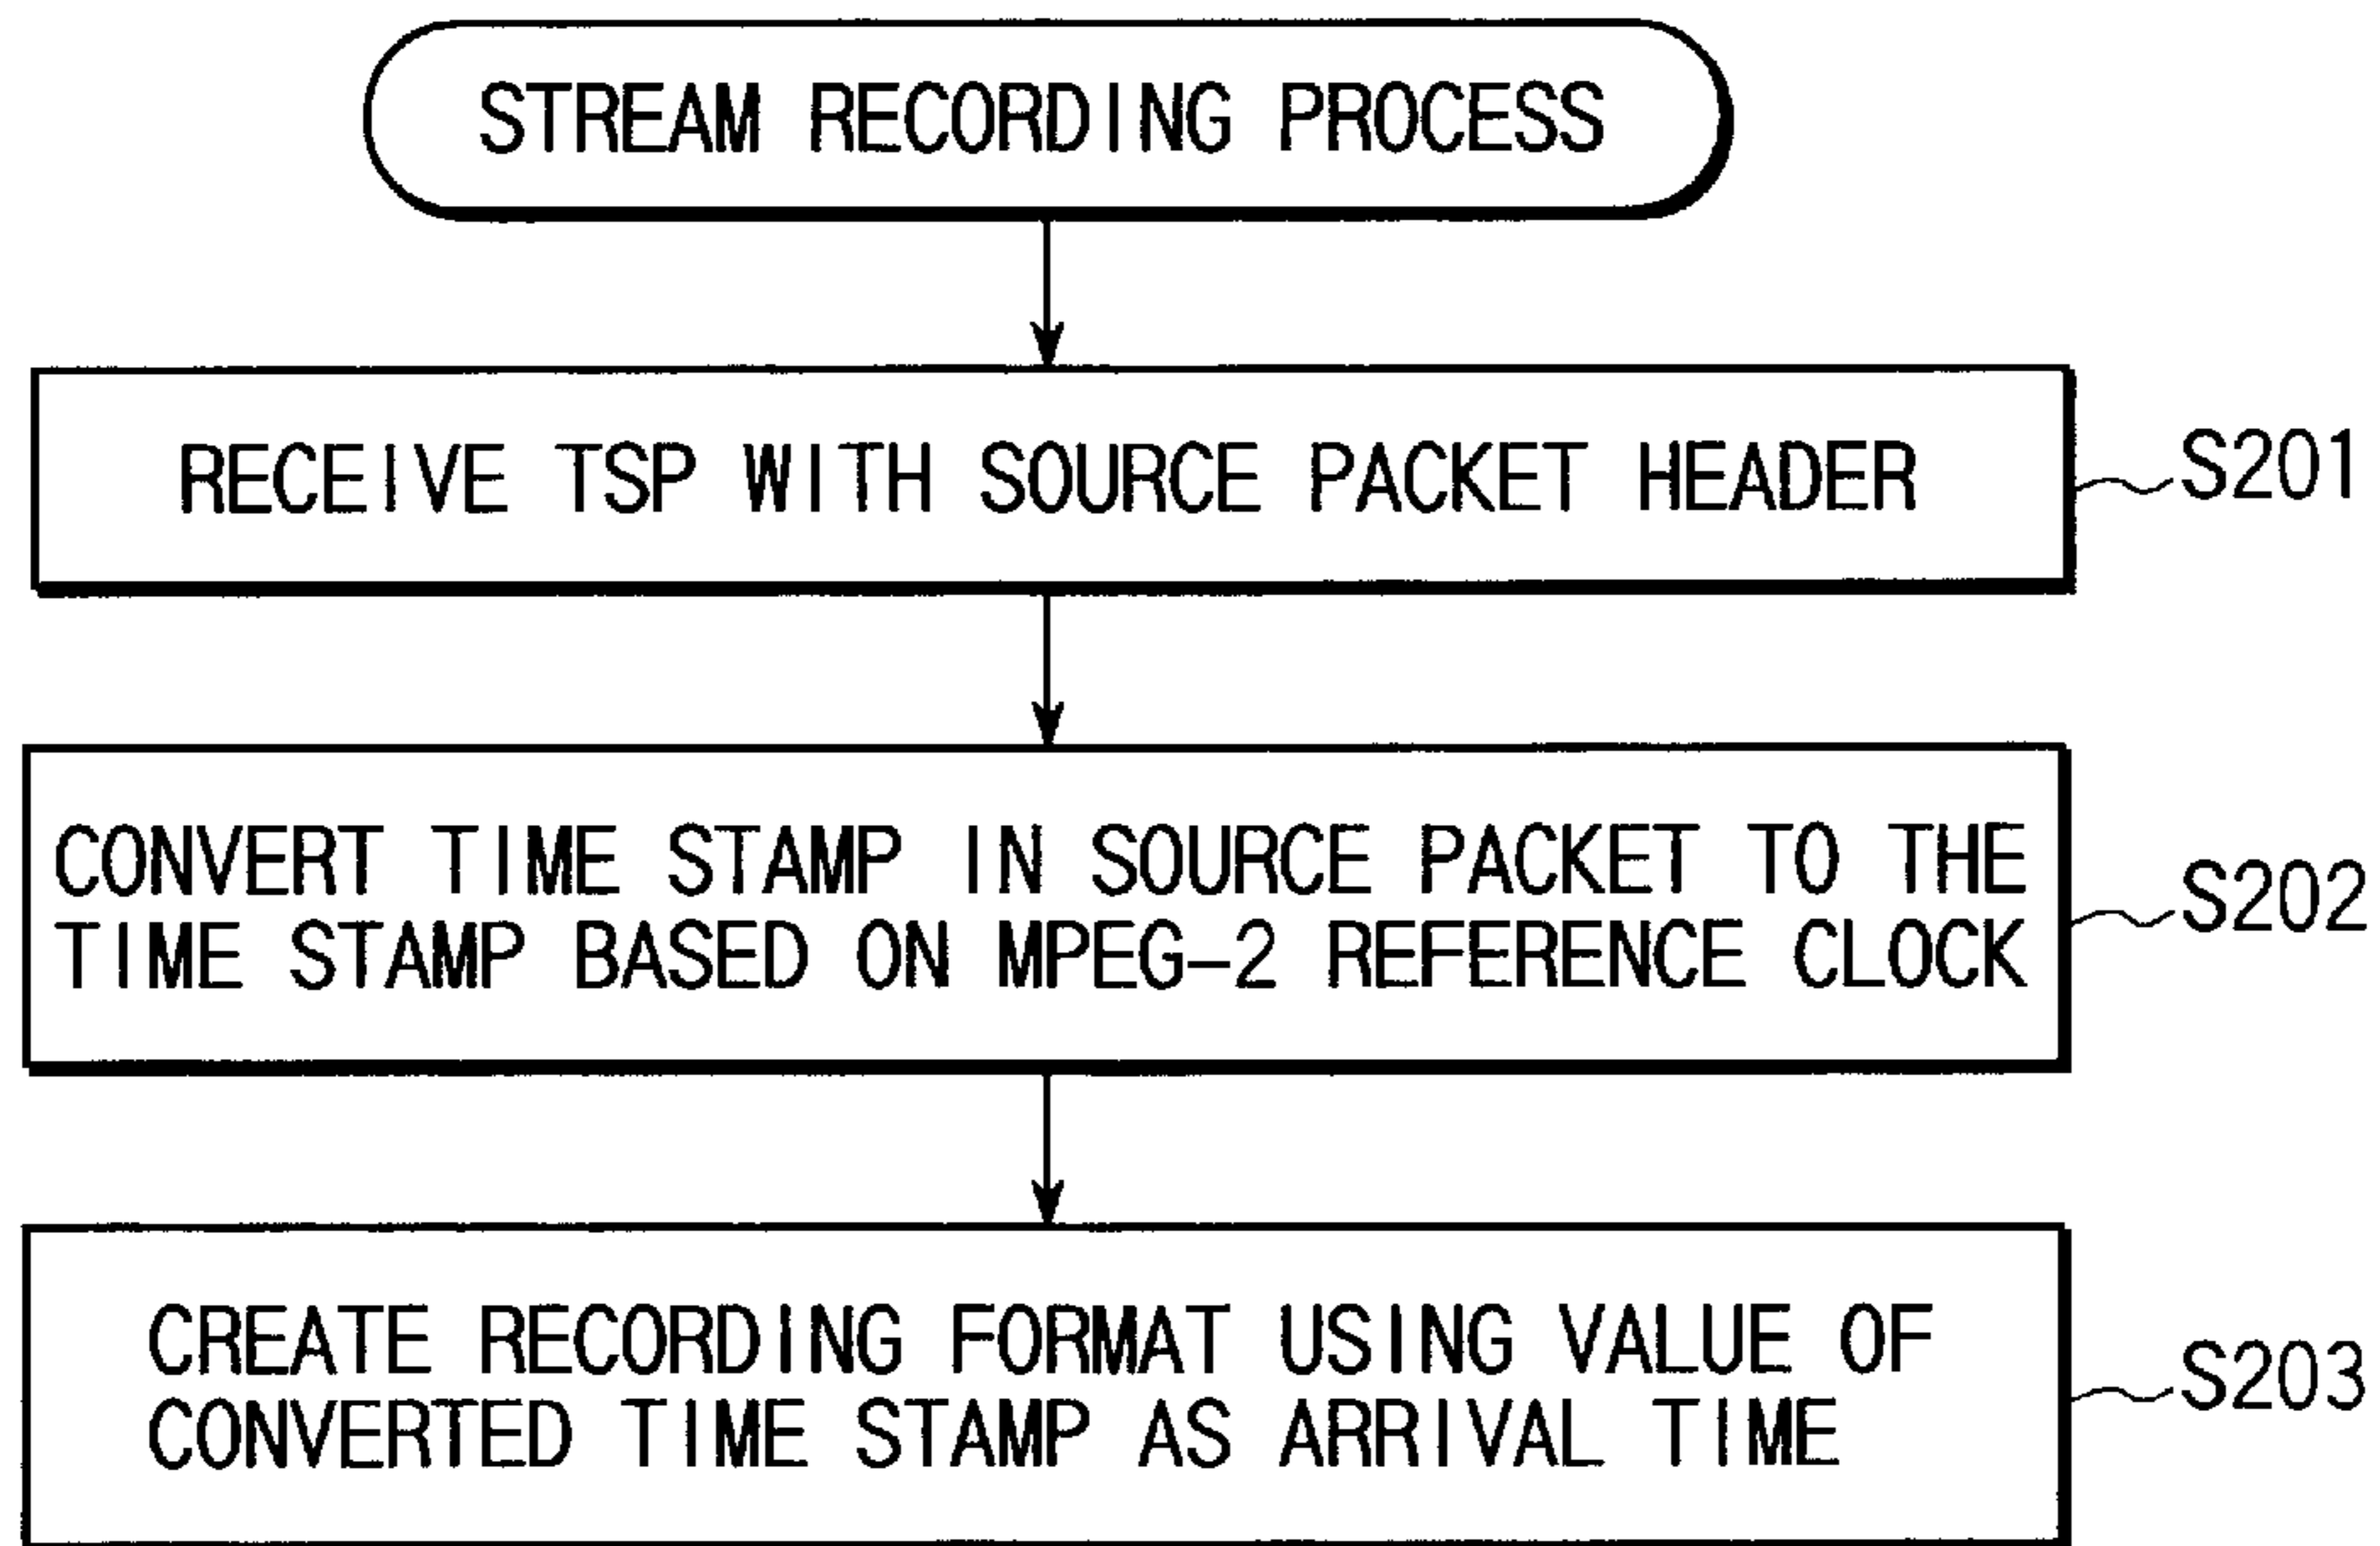 STREAM RECORDING PROCESS
RECEIVE TSP WITH SOURCE PACKET HEADER
S201
CONVERT TIME STAMP IN SOURCE PACKET TO THE
TIME STAMP BASED ON MPEG-2 REFERENCE CLOCK
S202
CREATE RECORDING FORMAT USING VALUE OF
CONVERTED TIME STAMP AS ARRIVAL TIME
S203